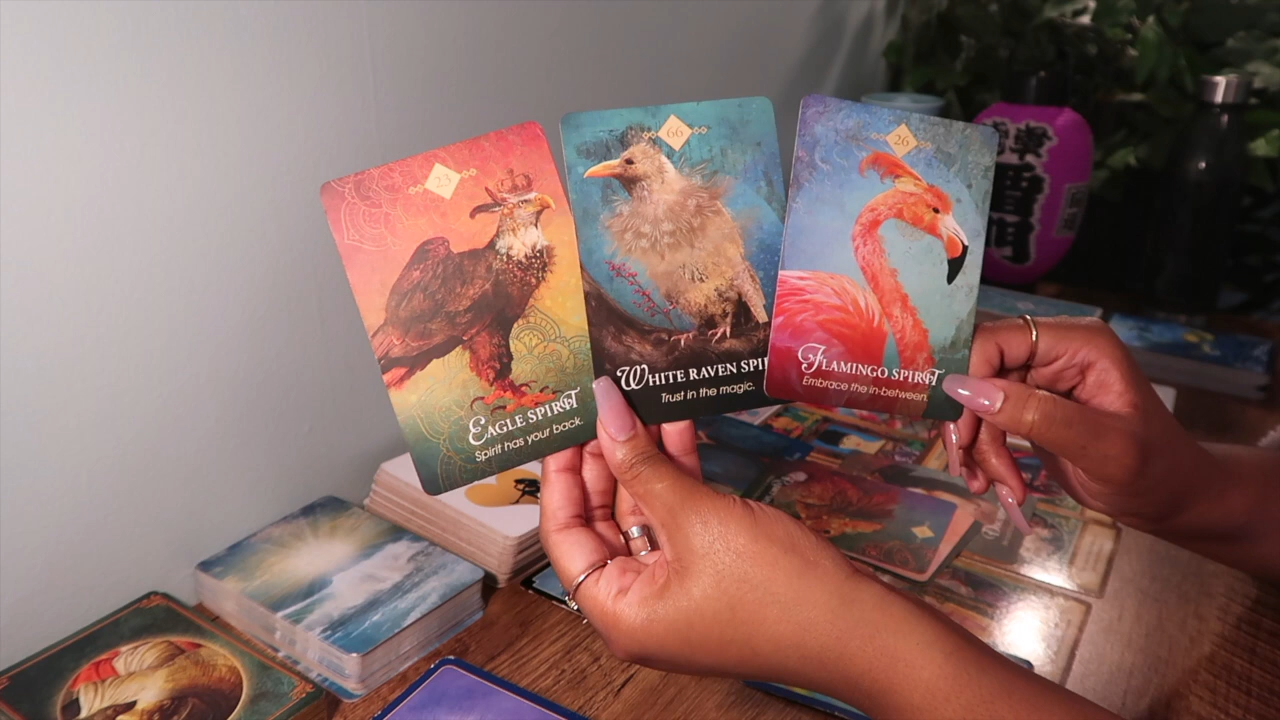 23
EAGLE SPIRIT
Spirit has your back.
66
WHITE RAVEN SPI
Trust in the magic.
26
FLAMINGO SPIRIT
Embrace the in-between.